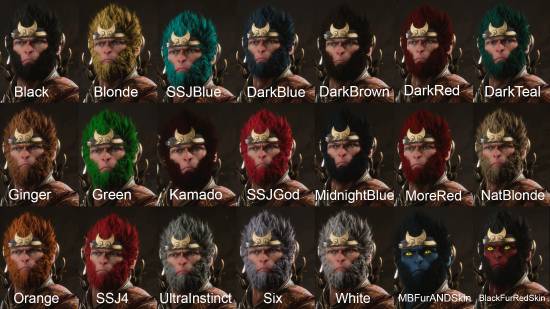 Black
Blonde
SSJBlue
DarkBlue
DarkBrown
DarkRed
DarkTeal
Ginger
Green
Kamado
SSJGod
MidnightBlue
MoreRed
NatBlonde
Orange
SSJ4
UltraInstinct
Six
White
MBFurANDSkin
BlackFurRedSkin